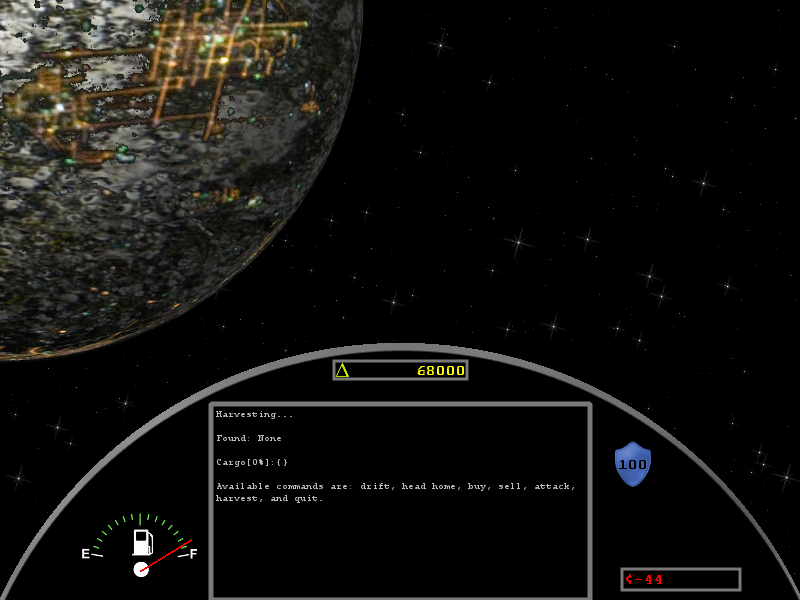 Δ 68000
Harvesting...
Found: None
Cargo[0%]:{}
Available commands are: drift, head home, buy, sell, attack,
harvest, and quit.
100
E F
¢-44